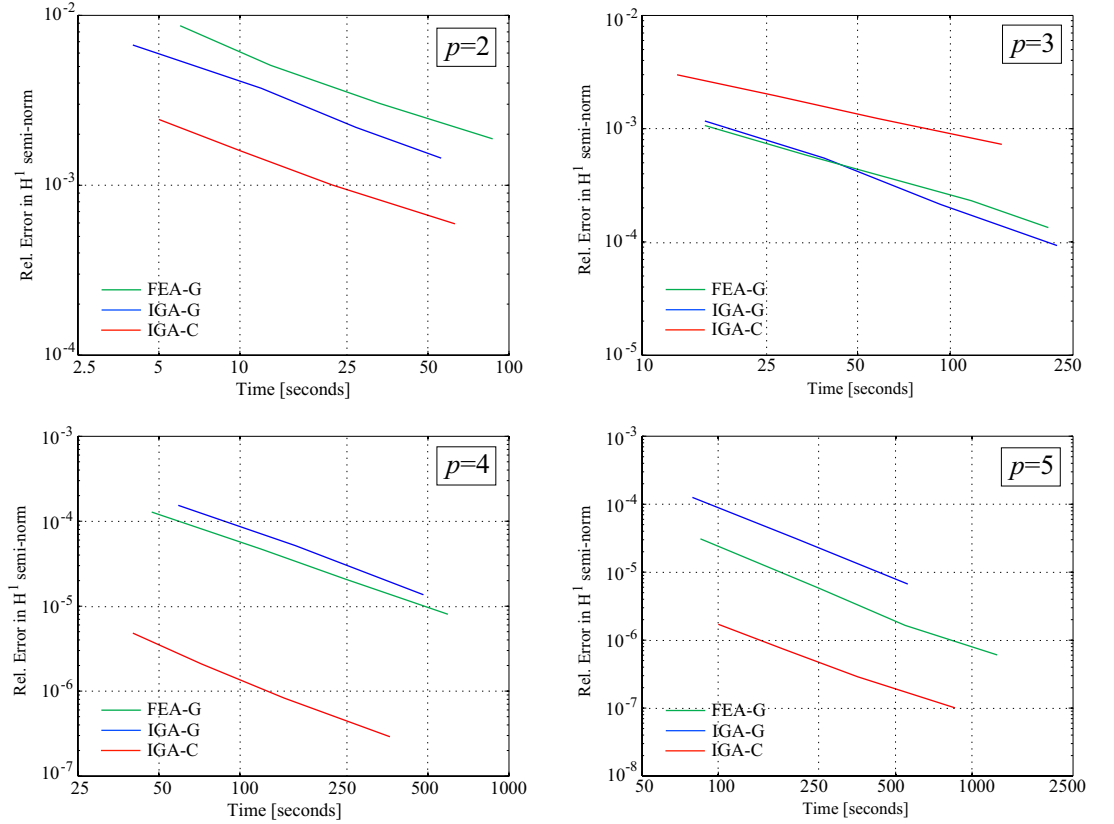 p=2
Rel. Error in H¹ semi-norm
10⁻²
10⁻³
10⁻⁴
FEA-G
IGA-G
IGA-C
2.5 5 10 25 50 100
Time [seconds]
p=3
Rel. Error in H¹ semi-norm
10⁻²
10⁻³
10⁻⁴
10⁻⁵
FEA-G
IGA-G
IGA-C
10 25 50 100 250
Time [seconds]
p=4
Rel. Error in H¹ semi-norm
10⁻³
10⁻⁴
10⁻⁵
10⁻⁶
10⁻⁷
FEA-G
IGA-G
IGA-C
25 50 100 250 500 1000
Time [seconds]
p=5
Rel. Error in H¹ semi-norm
10⁻³
10⁻⁴
10⁻⁵
10⁻⁶
10⁻⁷
10⁻⁸
FEA-G
IGA-G
IGA-C
50 100 250 500 1000 2500
Time [seconds]